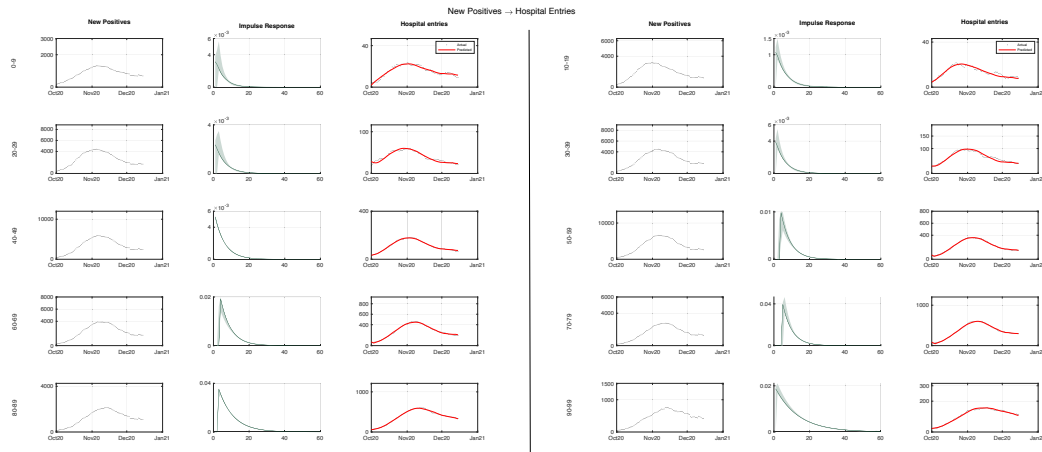 New Positives → Hospital Entries
New Positives Impulse Response Hospital entries New Positives Impulse Response Hospital entries
0-9
3000 2000 1000 0
Oct20 Nov20 Dec20 Jan21
×10⁻³
6 4 2 0
0 20 40 60
40 20 0
Actual
Predicted
Oct20 Nov20 Dec20 Jan21
10-19
6000 4000 2000 0
Oct20 Nov20 Dec20 Jan21
×10⁻³
1.5 1 0.5 0
0 20 40 60
40 20 0
Actual
Predicted
Oct20 Nov20 Dec20 Jan21
20-29
8000 6000 4000 2000 0
Oct20 Nov20 Dec20 Jan21
×10⁻³
4 2 0
0 20 40 60
100 50 0
Oct20 Nov20 Dec20 Jan21
30-39
8000 6000 4000 2000 0
Oct20 Nov20 Dec20 Jan21
×10⁻³
6 4 2 0
0 20 40 60
150 100 50 0
Oct20 Nov20 Dec20 Jan21
40-49
10000 5000 0
Oct20 Nov20 Dec20 Jan21
×10⁻³
6 4 2 0
0 20 40 60
400 200 0
Oct20 Nov20 Dec20 Jan21
50-59
10000 5000 0
Oct20 Nov20 Dec20 Jan21
0.01 0.005 0
0 20 40 60
800 600 400 200 0
Oct20 Nov20 Dec20 Jan21
60-69
8000 6000 4000 2000 0
Oct20 Nov20 Dec20 Jan21
0.02 0.01 0
0 20 40 60
800 600 400 200 0
Oct20 Nov20 Dec20 Jan21
70-79
6000 4000 2000 0
Oct20 Nov20 Dec20 Jan21
0.04 0.02 0
0 20 40 60
1000 500 0
Oct20 Nov20 Dec20 Jan21
80-89
4000 2000 0
Oct20 Nov20 Dec20 Jan21
0.04 0.02 0
0 20 40 60
1000 500 0
Oct20 Nov20 Dec20 Jan21
90-99
1500 1000 500 0
Oct20 Nov20 Dec20 Jan21
0.02 0.01 0
0 20 40 60
300 200 100 0
Oct20 Nov20 Dec20 Jan21